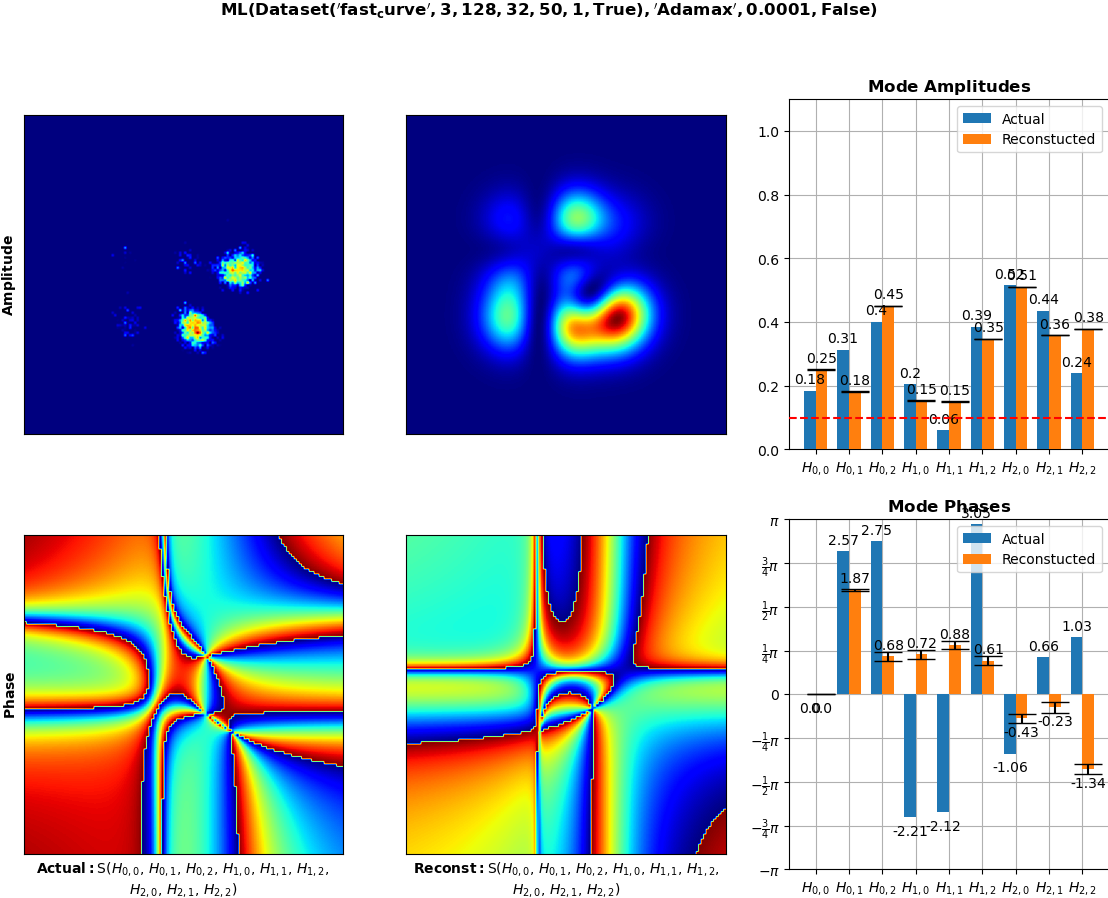 ML(Dataset('fast_curve', 3, 128, 32, 50, 1, True), 'Adamax', 0.0001, False)
Amplitude
Mode Amplitudes
Actual
Reconstucted
1.0
0.8
0.6
0.4
0.2
0.0
0.18 0.31 0.4 0.2 0.06 0.39 0.52 0.44 0.24
0.25 0.18 0.45 0.15 0.15 0.35 0.51 0.36 0.38
H0,0 H0,1 H0,2 H1,0 H1,1 H1,2 H2,0 H2,1 H2,2
Phase
Actual: S(H0,0, H0,1, H0,2, H1,0, H1,1, H1,2,
H2,0, H2,1, H2,2)
Reconst: S(H0,0, H0,1, H0,2, H1,0, H1,1, H1,2,
H2,0, H2,1, H2,2)
Mode Phases
Actual
Reconstucted
π
3/4π
1/2π
1/4π
0
−1/4π
−1/2π
−3/4π
−π
0.0 2.57 2.75 -2.21 -2.12 3.05 -1.06 0.66 1.03
0.0 1.87 0.68 0.72 0.88 0.61 -0.43 -0.23 -1.34
H0,0 H0,1 H0,2 H1,0 H1,1 H1,2 H2,0 H2,1 H2,2